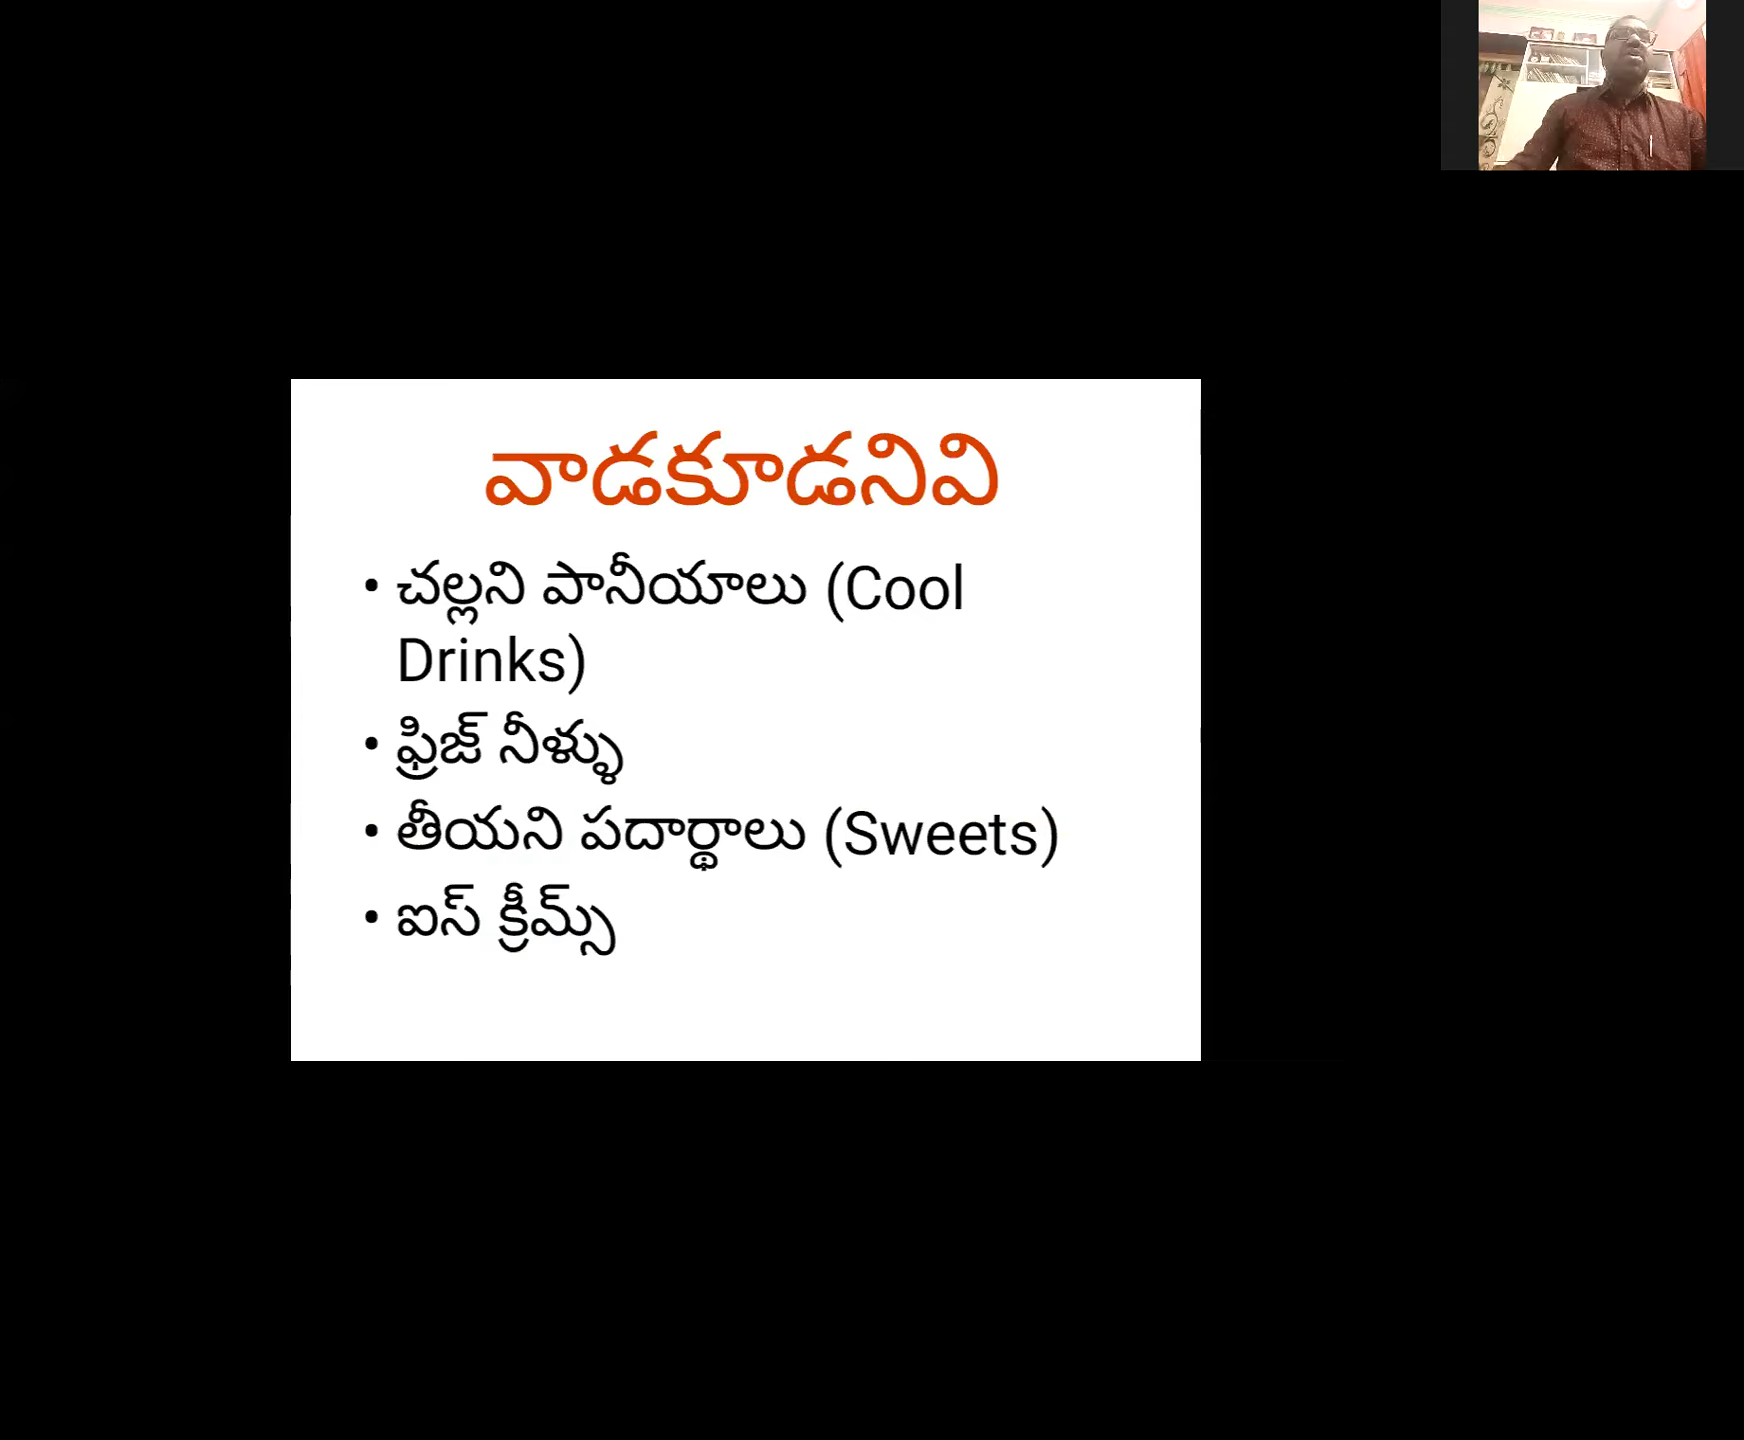 వాడకూడనివి
• చల్లని పానీయాలు (Cool
Drinks)
• ఫ్రిజ్ నీళ్ళు
• తీయని పదార్థాలు (Sweets)
• ఐస్ క్రీమ్స్